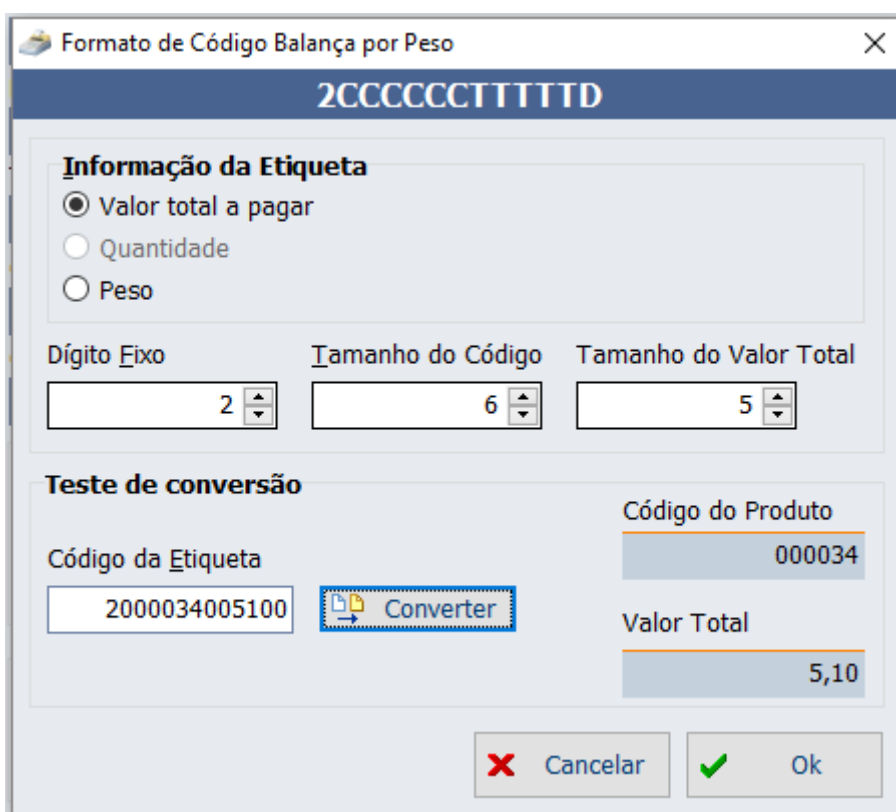 Formato de Código Balança por Peso
2CCCCCCTTTTTD
Informação da Etiqueta
Valor total a pagar
Quantidade
Peso
Dígito Fixo
Tamanho do Código
Tamanho do Valor Total
2
6
5
Teste de conversão
Código do Produto
000034
Código da Etiqueta
2000034005100
Converter
Valor Total
5,10
Cancelar
Ok